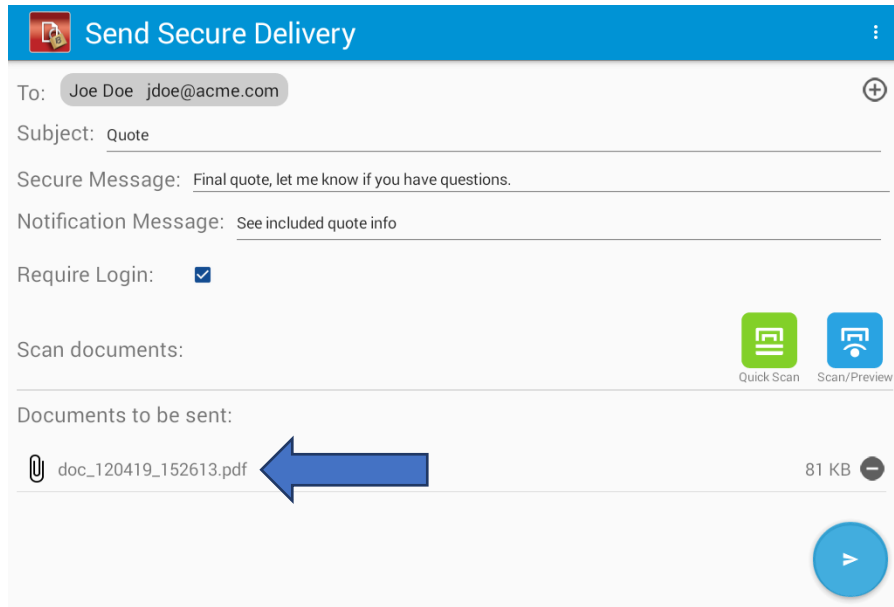 Send Secure Delivery
To: Joe Doe jdoe@acme.com
Subject: Quote
Secure Message: Final quote, let me know if you have questions.
Notification Message: See included quote info
Require Login:
Scan documents:
Quick Scan Scan/Preview
Documents to be sent:
doc_120419_152613.pdf 81 KB